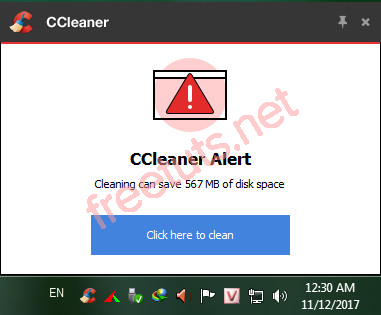 CCleaner
CCleaner Alert
Cleaning can save 567 MB of disk space
Click here to clean
freetuts.net
EN
V
12:30 AM
11/12/2017